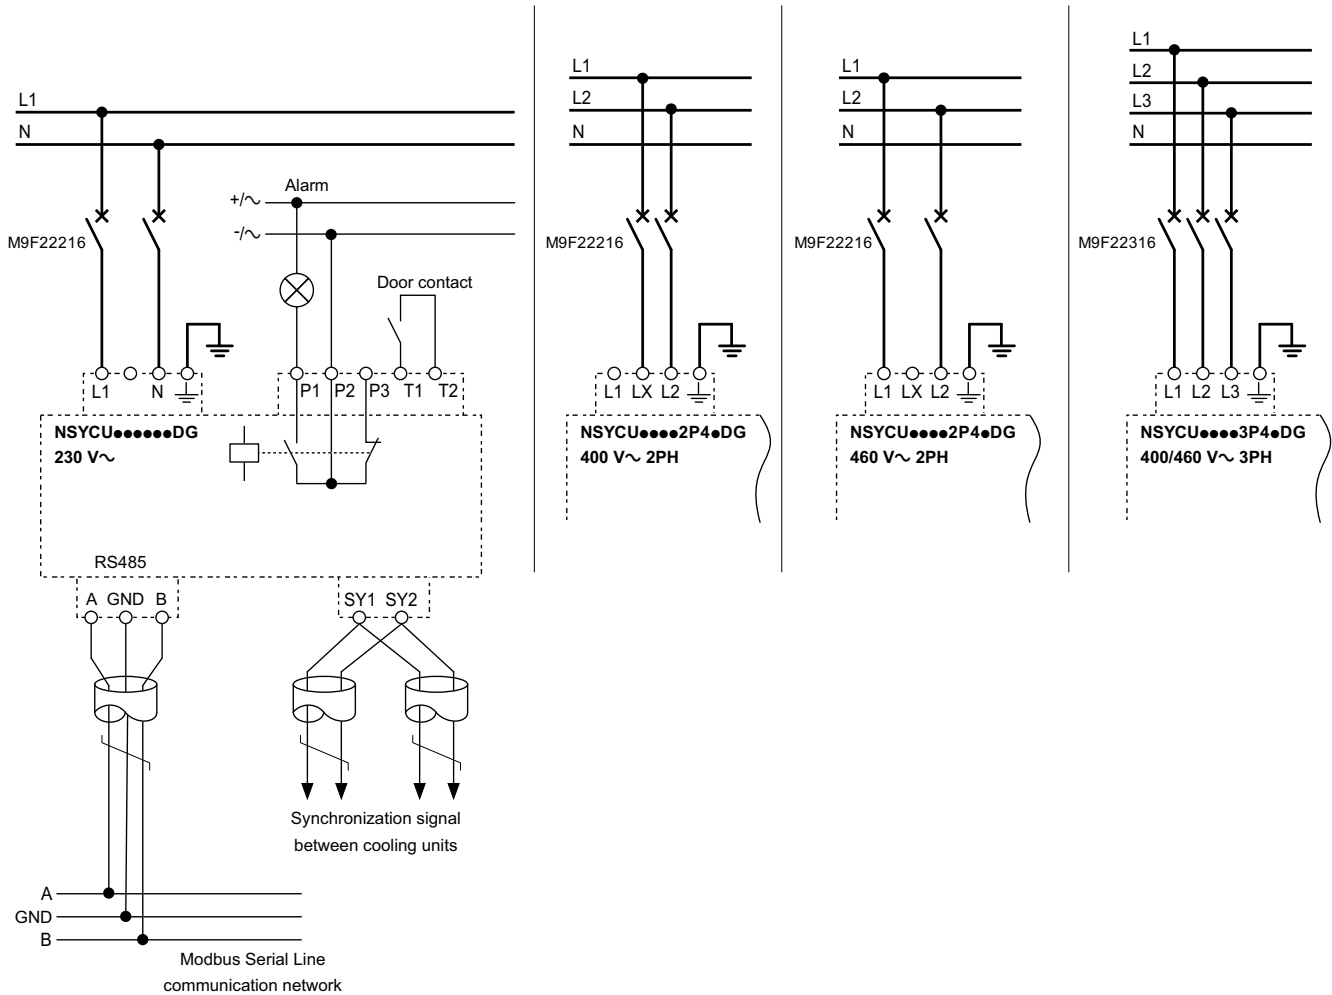 L1
N
Alarm
+/∿
-/∿
M9F22216
Door contact
L1 N P1 P2 P3 T1 T2
NSYCU●●●●●●DG
230 V∿
RS485
A GND B
SY1 SY2
Synchronization signal
between cooling units
A
GND
B
Modbus Serial Line
communication network
L1
L2
N
M9F22216
L1 LX L2
NSYCU●●●●2P4●DG
400 V∿ 2PH
L1
L2
N
M9F22216
L1 LX L2
NSYCU●●●●2P4●DG
460 V∿ 2PH
L1
L2
L3
N
M9F22316
L1 L2 L3
NSYCU●●●●3P4●DG
400/460 V∿ 3PH